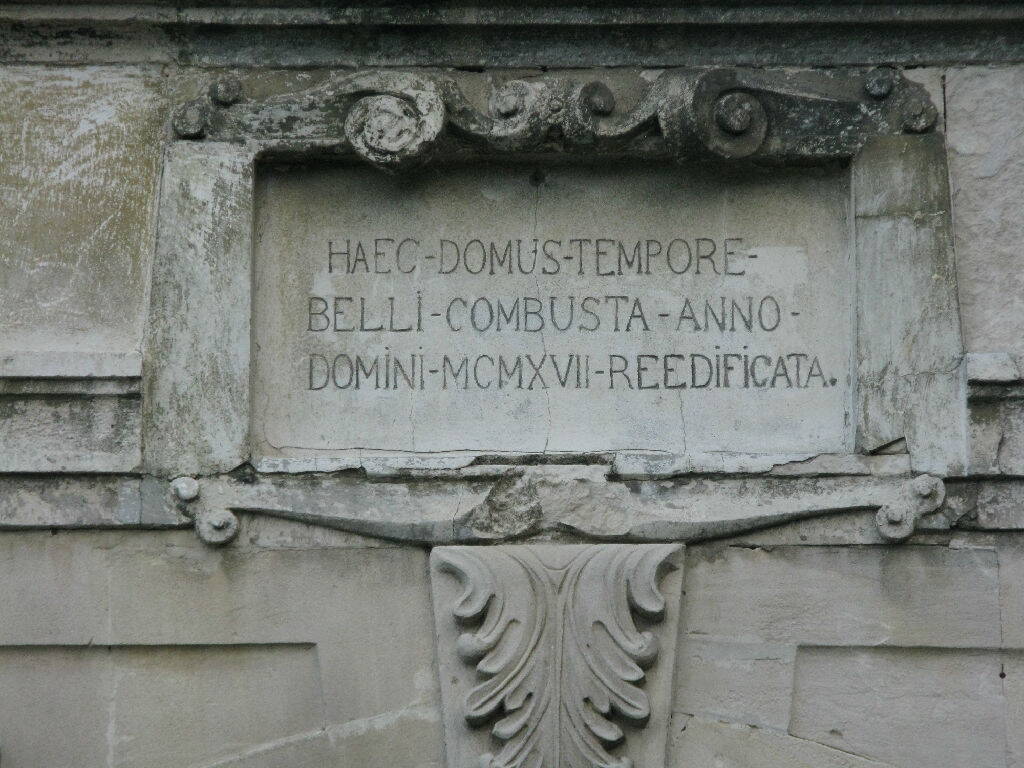 HAEC-DOMUS-TEMPORE-
BELLI-COMBUSTA-ANNO-
DOMINI-MCMXVII-REEDIFICATA.